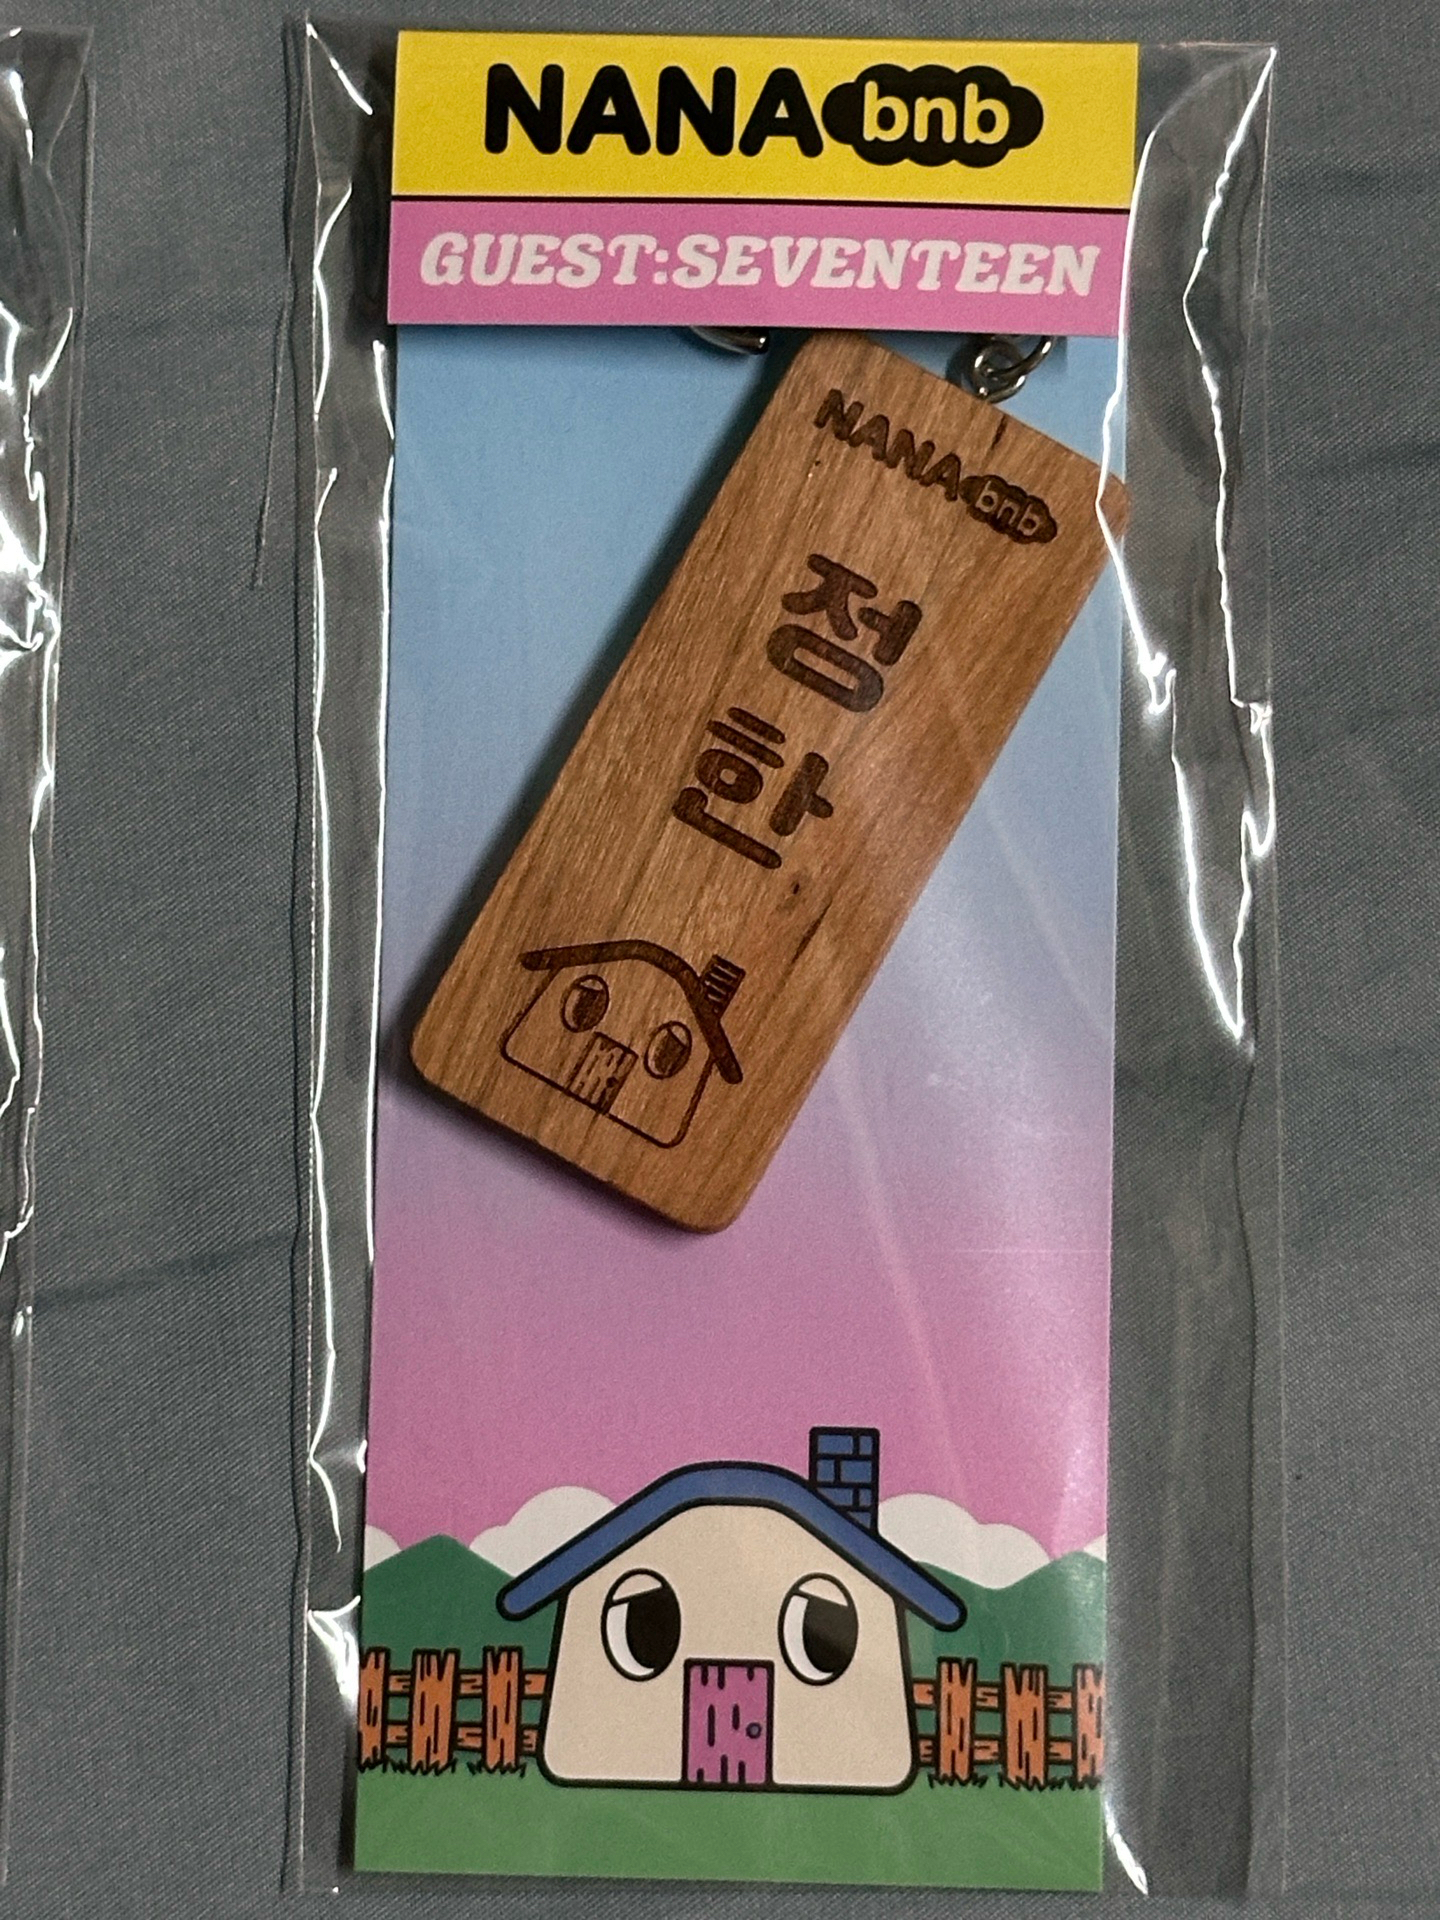 NANA bnb
GUEST:SEVENTEEN
NANA bnb
정
한